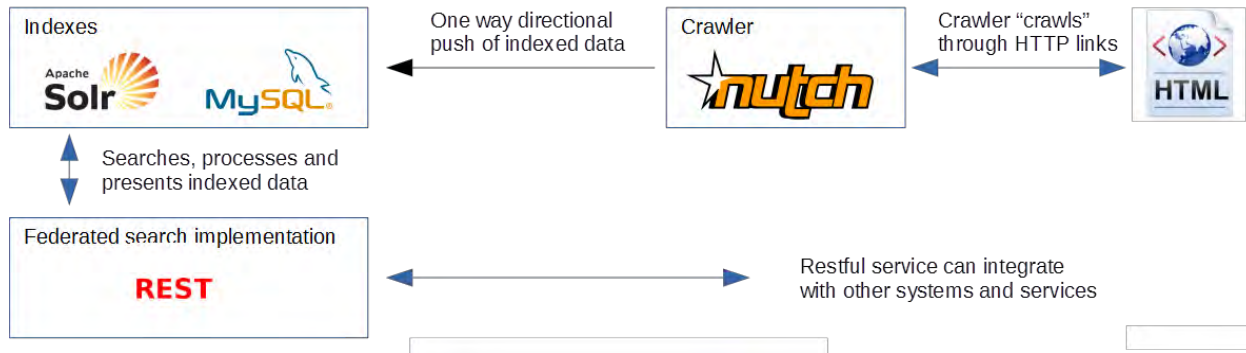 Indexes
Apache
Solr
MySQL®
One way directional
push of indexed data
Crawler
nutch
Crawler “crawls”
through HTTP links
< >
HTML
Searches, processes and
presents indexed data
Federated search implementation
REST
Restful service can integrate
with other systems and services